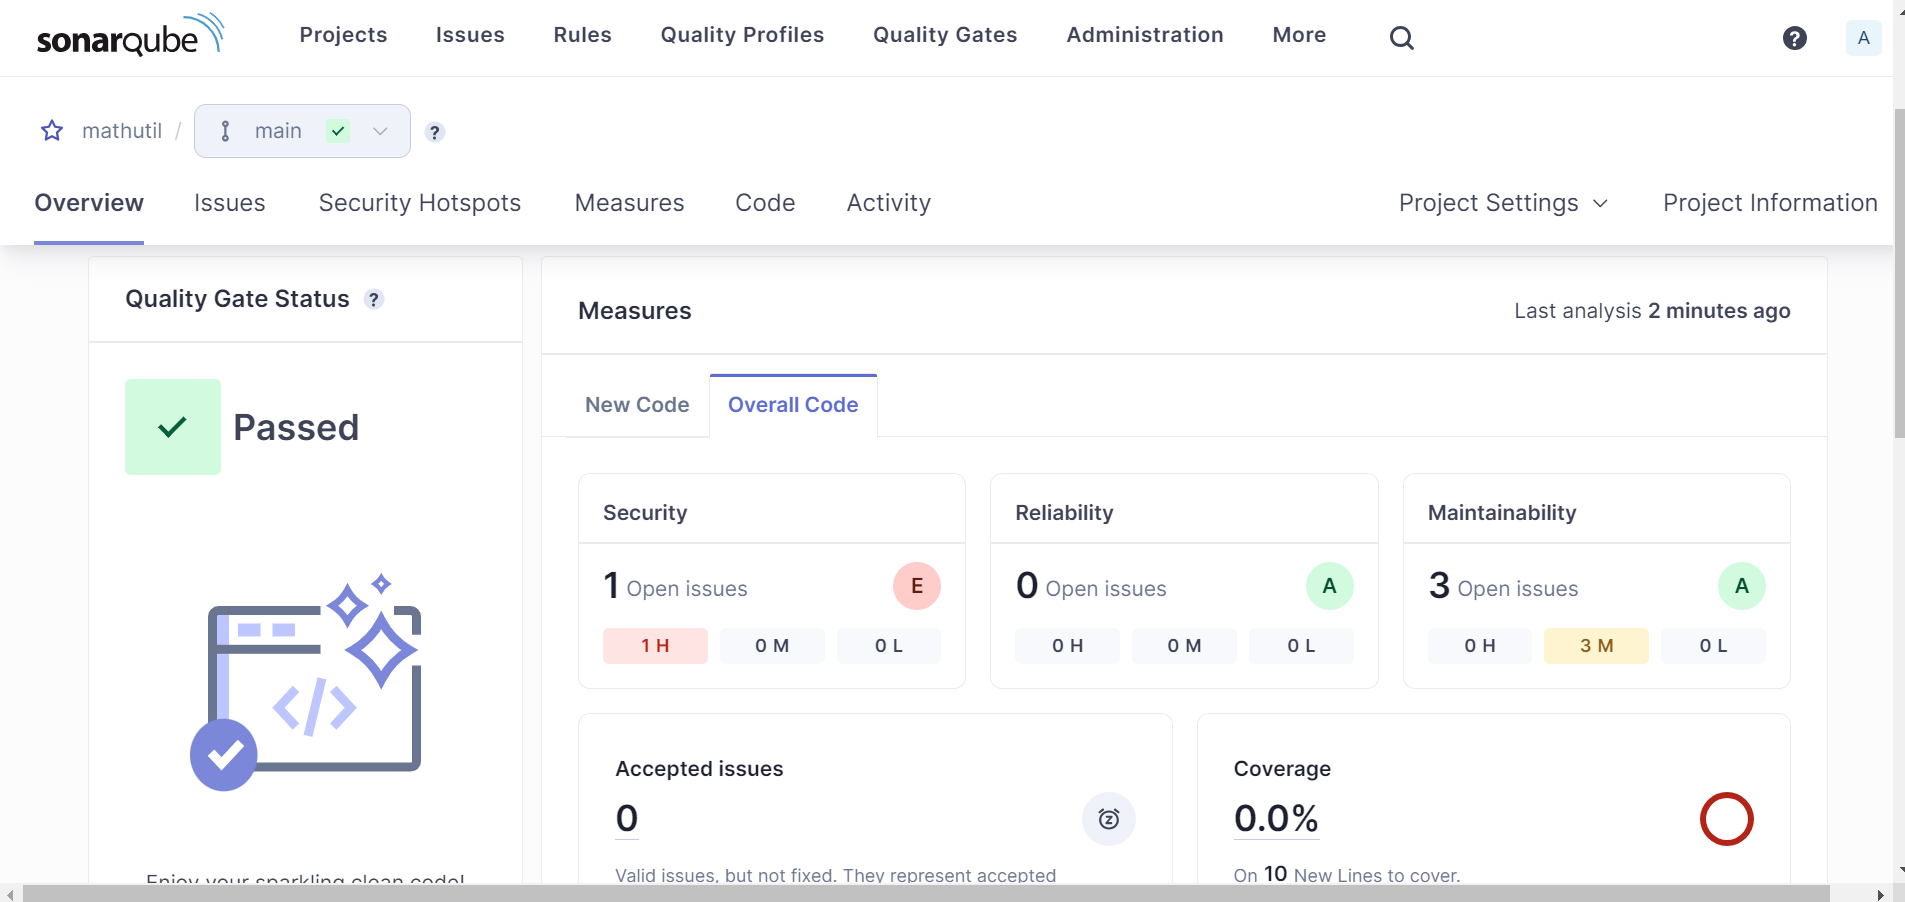 sonarqube Projects Issues Rules Quality Profiles Quality Gates Administration More ? A
mathutil / main ?
Overview Issues Security Hotspots Measures Code Activity Project Settings Project Information
Quality Gate Status ?
Passed
Enjoy your sparkling clean code!
Measures Last analysis 2 minutes ago
New Code Overall Code
Security
1 Open issues E
1 H 0 M 0 L
Reliability
0 Open issues A
0 H 0 M 0 L
Maintainability
3 Open issues A
0 H 3 M 0 L
Accepted issues
0
Valid issues, but not fixed. They represent accepted
Coverage
0.0%
On 10 New Lines to cover.